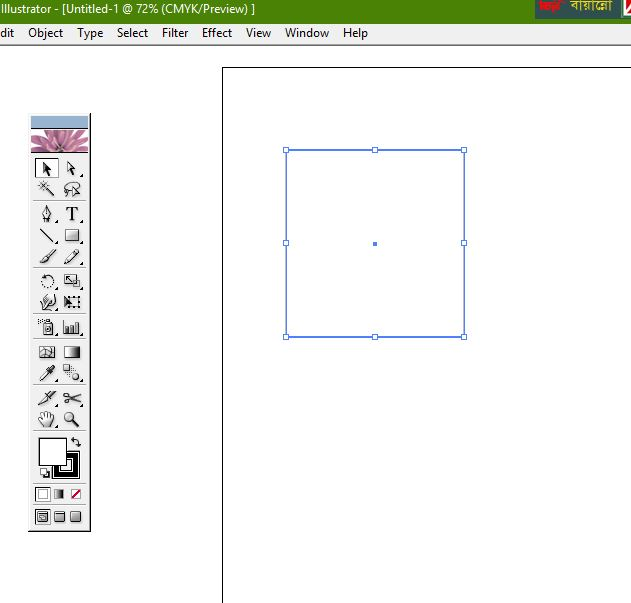 Illustrator - [Untitled-1 @ 72% (CMYK/Preview) ]
বায়ান্নো
dit Object Type Select Filter Effect View Window Help
T